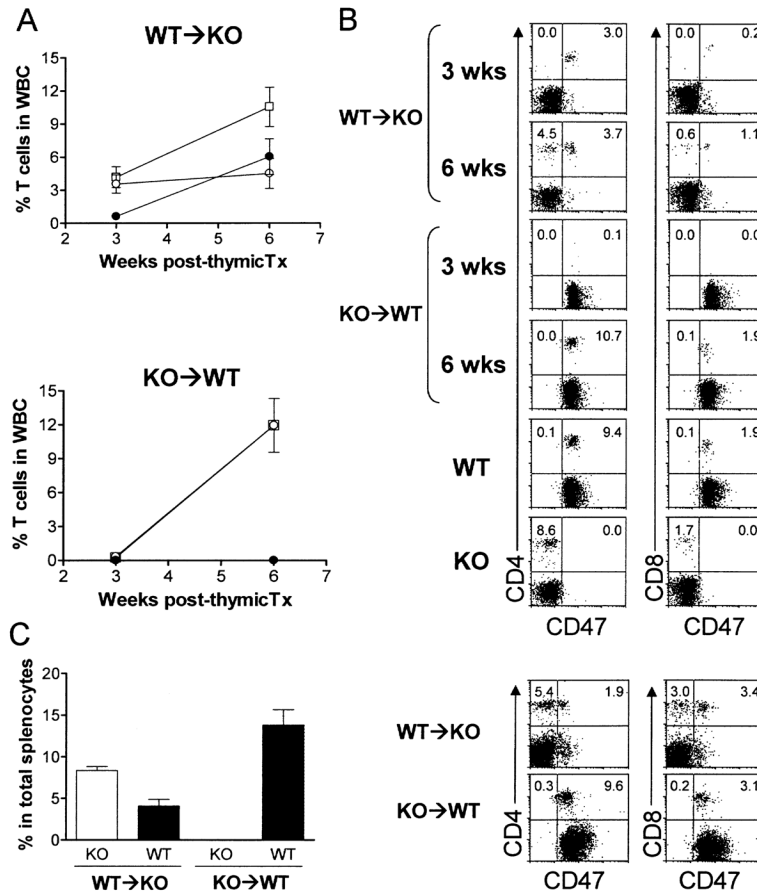 A
WT→KO
% T cells in WBC
15
12
9
6
3
0
2 3 4 5 6 7
Weeks post-thymicTx
KO→WT
% T cells in WBC
15
12
9
6
3
0
2 3 4 5 6 7
Weeks post-thymicTx
B
WT→KO
3 wks
0.0 3.0
0.0 0.2
6 wks
4.5 3.7
0.6 1.1
KO→WT
3 wks
0.0 0.1
0.0 0.0
6 wks
0.0 10.7
0.1 1.9
WT
0.1 9.4
0.1 1.9
KO
8.6 0.0
1.7 0.0
CD4
CD8
CD47
CD47
C
% in total splenocytes
20
15
10
5
0
KO WT KO WT
WT→KO KO→WT
WT→KO
5.4 1.9
3.0 3.4
KO→WT
0.3 9.6
0.2 3.1
CD4
CD8
CD47
CD47